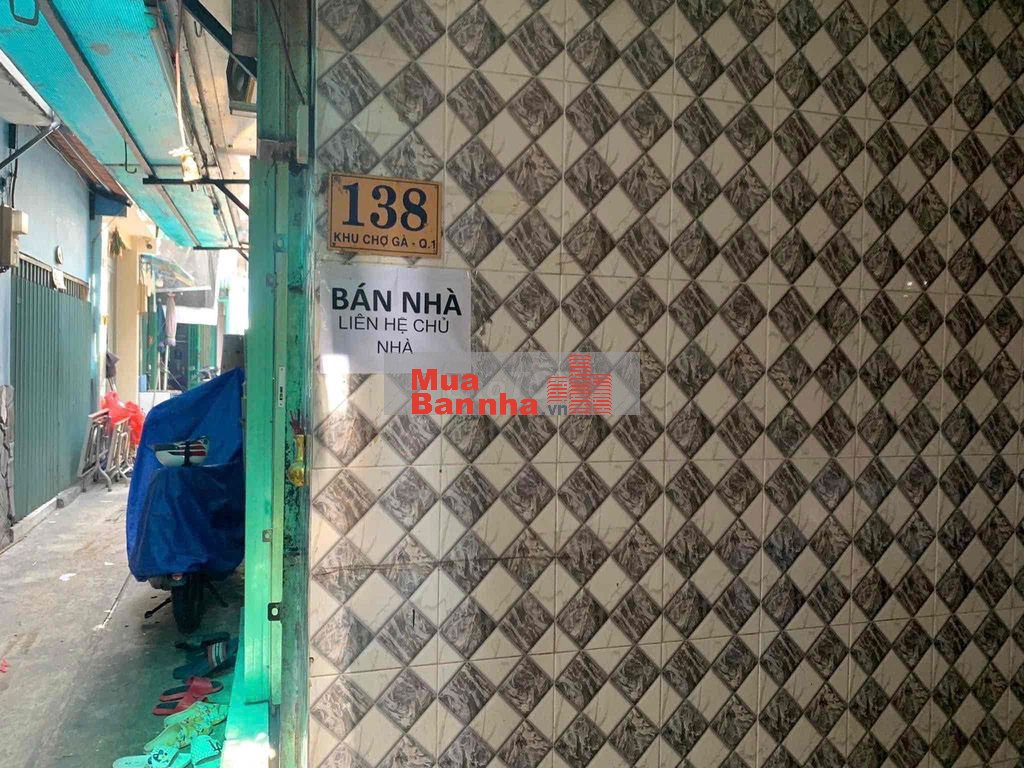 138
KHU CHỢ GÀ - Q.1
BÁN NHÀ
LIÊN HỆ CHỦ
NHÀ
Mua
Bannha.vn